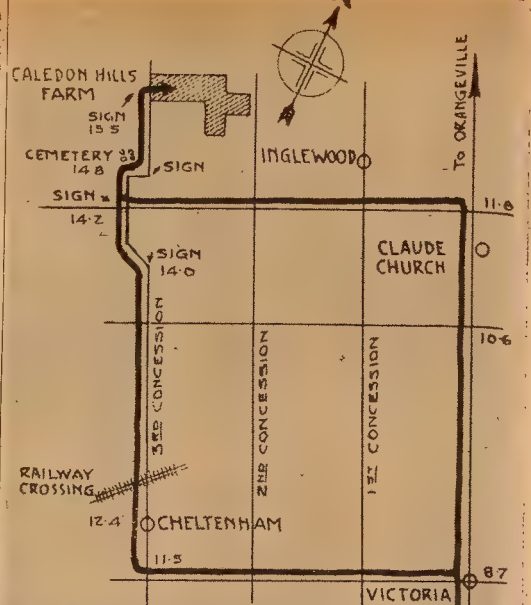 TO ORANGEVILLE
CALEDON HILLS
FARM
SIGN
15.5
CEMETERY
14.8
SIGN
INGLEWOOD
SIGN
14.2
11.8
CLAUDE
CHURCH
SIGN
14.0
10.6
3RD CONCESSION
2ND CONCESSION
1ST CONCESSION
RAILWAY
CROSSING
12.4
CHELTENHAM
11.5
8.7
VICTORIA